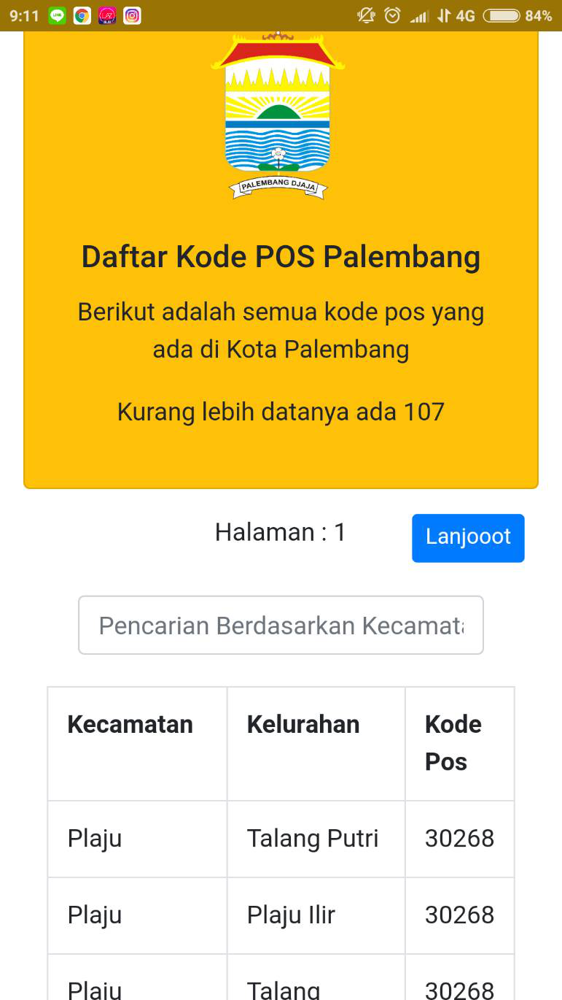 9:11
4G
84%
PALEMBANG DJAJA
Daftar Kode POS Palembang
Berikut adalah semua kode pos yang
ada di Kota Palembang
Kurang lebih datanya ada 107
Halaman : 1
Lanjooot
Pencarian Berdasarkan Kecamata
Kecamatan Kelurahan Kode
Pos
Plaju Talang Putri 30268
Plaju Plaju Ilir 30268
Plaju Talang 30268